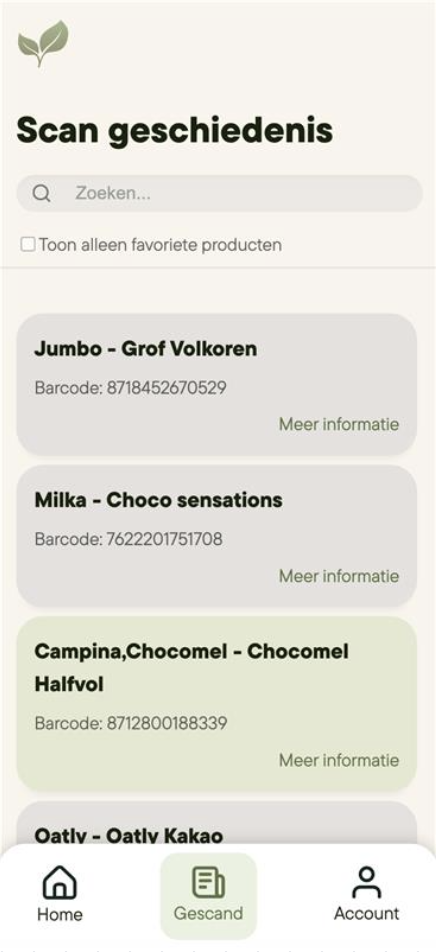 Scan geschiedenis
Zoeken...
Toon alleen favoriete producten
Jumbo - Grof Volkoren
Barcode: 8718452670529
Meer informatie
Milka - Choco sensations
Barcode: 7622201751708
Meer informatie
Campina,Chocomel - Chocomel
Halfvol
Barcode: 8712800188339
Meer informatie
Oatly - Oatly Kakao
Home
Gescand
Account